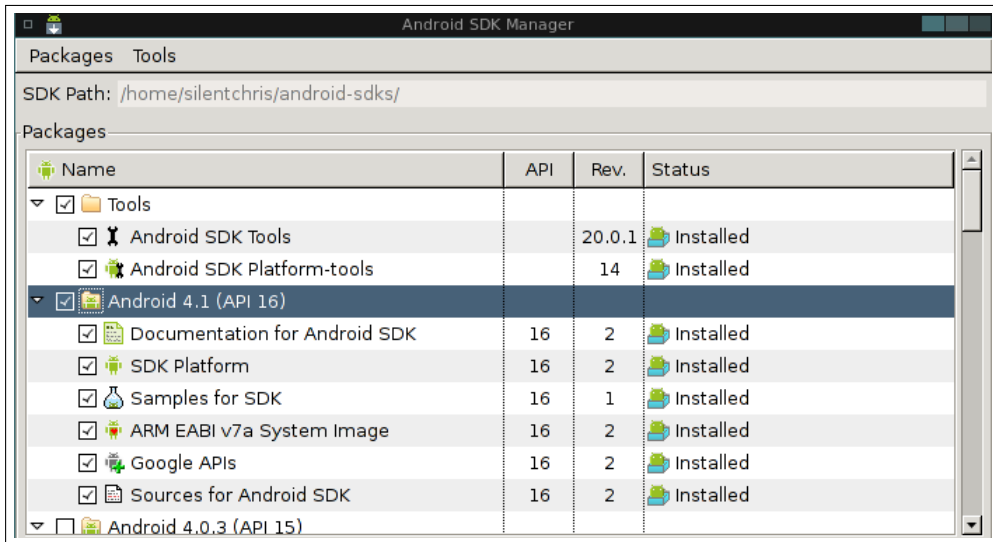 Android SDK Manager
Packages Tools
SDK Path: /home/silentchris/android-sdks/
Packages
Name API Rev. Status
Tools
Android SDK Tools 20.0.1 Installed
Android SDK Platform-tools 14 Installed
Android 4.1 (API 16)
Documentation for Android SDK 16 2 Installed
SDK Platform 16 2 Installed
Samples for SDK 16 1 Installed
ARM EABI v7a System Image 16 2 Installed
Google APIs 16 2 Installed
Sources for Android SDK 16 2 Installed
Android 4.0.3 (API 15)